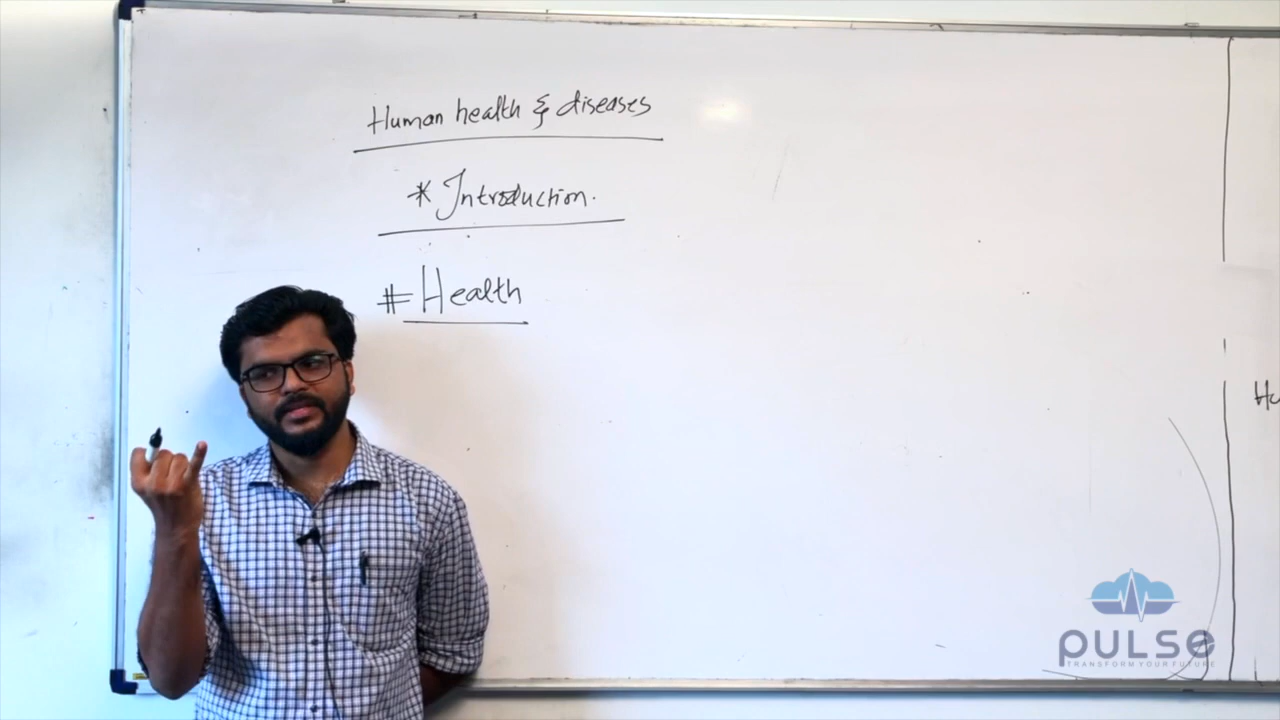 Human health & diseases
* Introduction.
# Health
pulse
TRANSFORM YOUR FUTURE